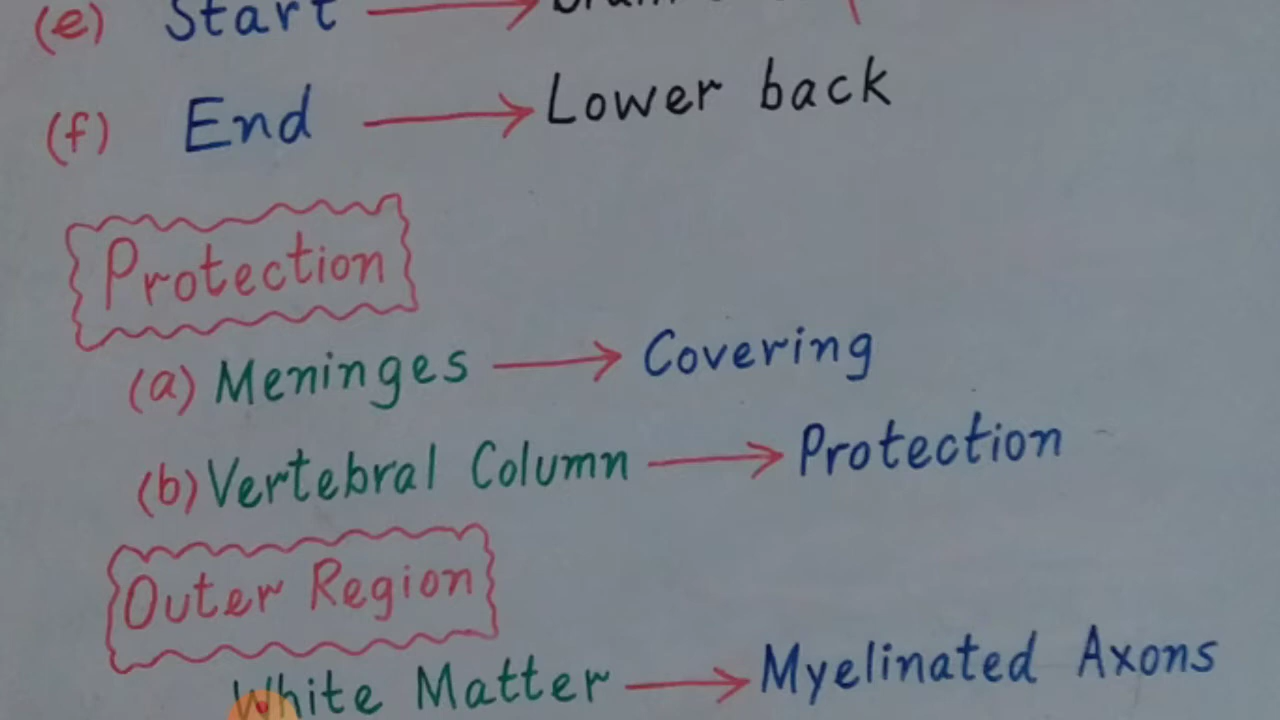 (e) Start →
(f) End → Lower back
Protection
(a) Meninges → Covering
(b) Vertebral Column → Protection
Outer Region
White Matter → Myelinated Axons